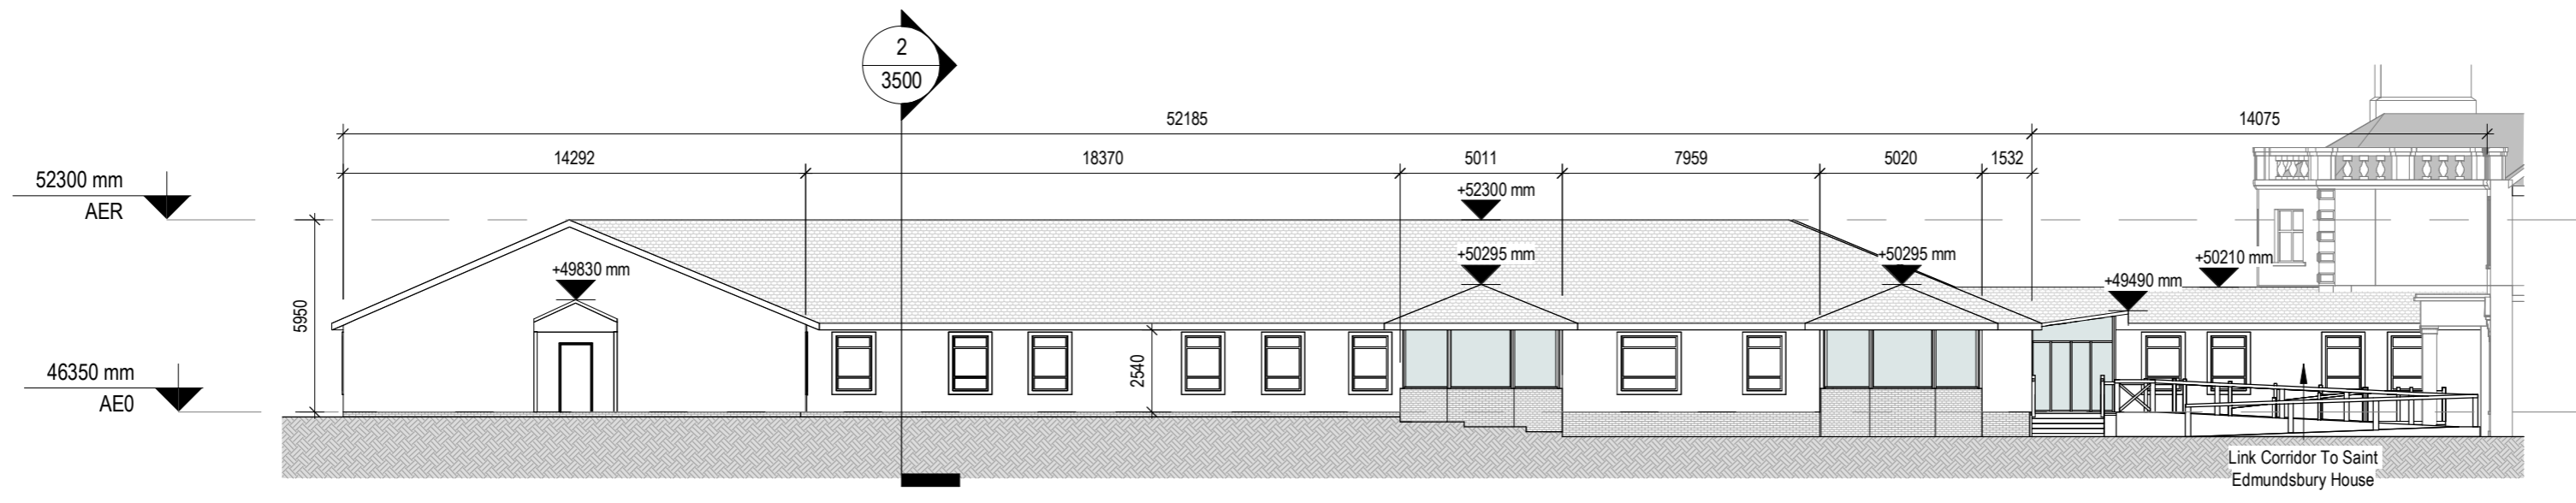 2
3500
52185
14075
14292
18370
5011
7959
5020
1532
52300 mm
AER
+52300 mm
+50295 mm
+50295 mm
+50210 mm
+49830 mm
+49490 mm
5950
2540
46350 mm
AE0
Link Corridor To Saint
Edmundsbury House